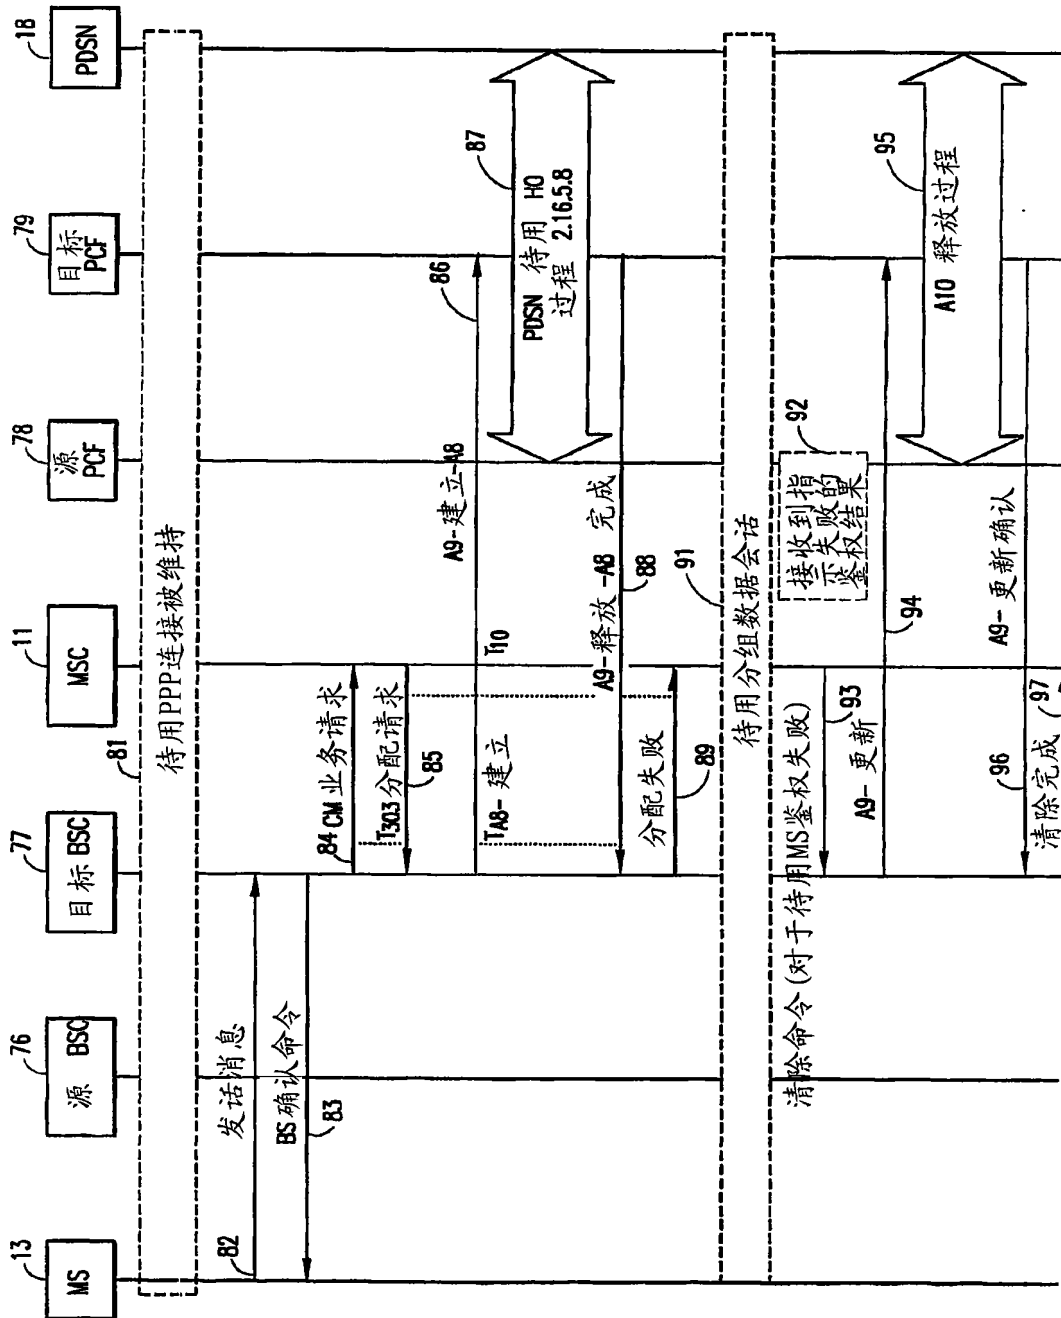 13
MS
76
源 BSC
77
目标 BSC
11
MSC
78
源
PCF
79
目标
PCF
18
PDSN
81
待用PPP连接被维持
82
发话消息
BS确认命令
83
84
CM 业务请求
T303
分配请求
85
A9-建立-A8
86
TA8-建立
T10
87
PDSN 待用 HO
过程 2.16.5.8
A9-释放-A8 完成
88
分配失败
89
91
待用分组数据会话
92
接收到指
示失败的
鉴权结果
清除命令(对于待用MS鉴权失败)
93
A9-更新
94
95
A10 释放过程
A9-更新确认
96
清除完成
97